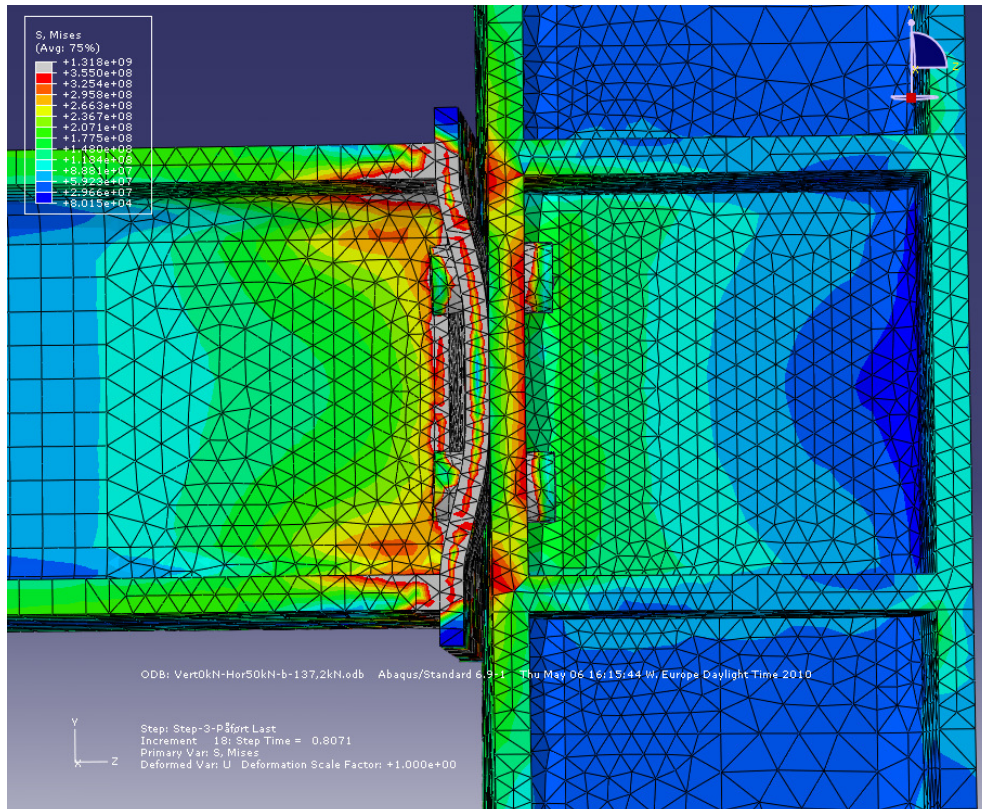 S, Mises
(Avg: 75%)
+1.318e+09
+3.550e+08
+3.254e+08
+2.958e+08
+2.663e+08
+2.367e+08
+2.071e+08
+1.775e+08
+1.480e+08
+1.184e+08
+8.881e+07
+5.923e+07
+2.966e+07
+8.015e+04
Y
Z
ODB: Vert0kN-Hor50kN-b-137,2kN.odb Abaqus/Standard 6.9-1 Thu May 06 16:15:44 W. Europe Daylight Time 2010
Y
X
Z
Step: Step-3-Påført Last
Increment 18: Step Time = 0.8071
Primary Var: S, Mises
Deformed Var: U Deformation Scale Factor: +1.000e+00